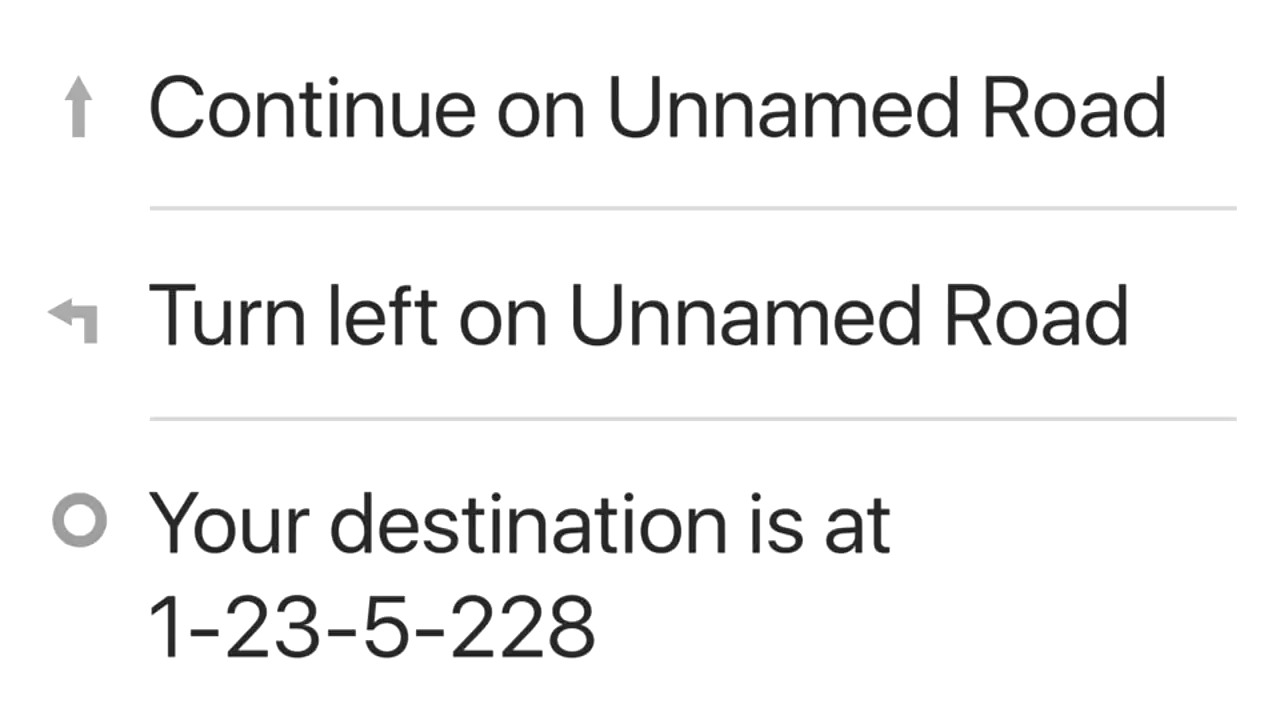 Continue on Unnamed Road
Turn left on Unnamed Road
Your destination is at
1-23-5-228